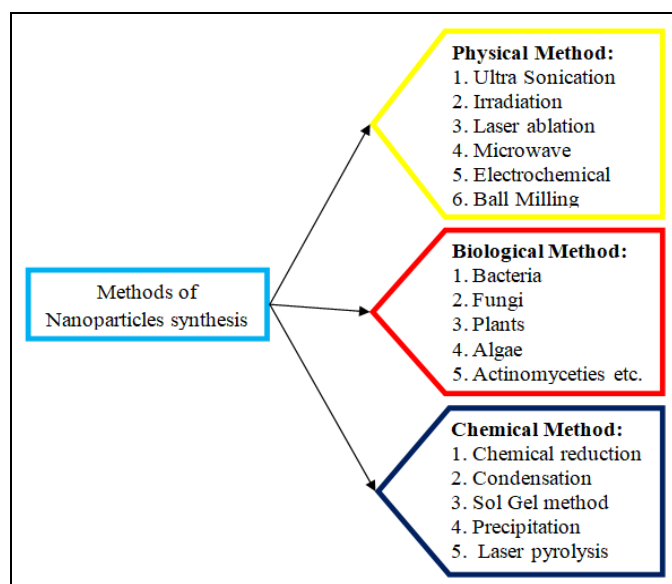 Methods of
Nanoparticles synthesis
Physical Method:
1. Ultra Sonication
2. Irradiation
3. Laser ablation
4. Microwave
5. Electrochemical
6. Ball Milling
Biological Method:
1. Bacteria
2. Fungi
3. Plants
4. Algae
5. Actinomyceties etc.
Chemical Method:
1. Chemical reduction
2. Condensation
3. Sol Gel method
4. Precipitation
5. Laser pyrolysis